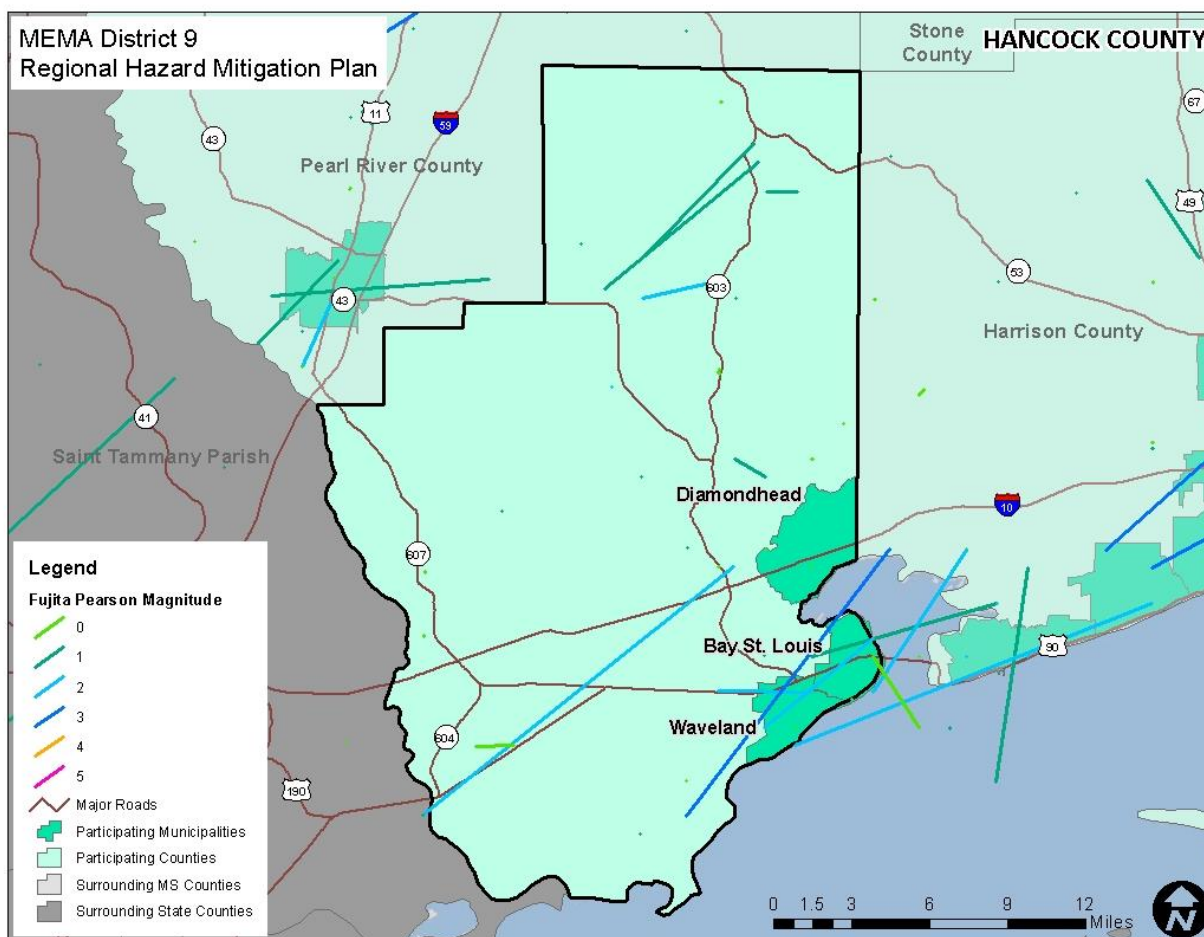 MEMA District 9
Regional Hazard Mitigation Plan
Stone
County
HANCOCK COUNTY
11
59
43
67
Pearl River County
49
53
603
43
Harrison County
41
Saint Tammany Parish
Diamondhead
10
607
Bay St. Louis
90
Waveland
604
190
Legend
Fujita Pearson Magnitude
0
1
2
3
4
5
Major Roads
Participating Municipalities
Participating Counties
Surrounding MS Counties
Surrounding State Counties
0 1.5 3 6 9 12
Miles
N